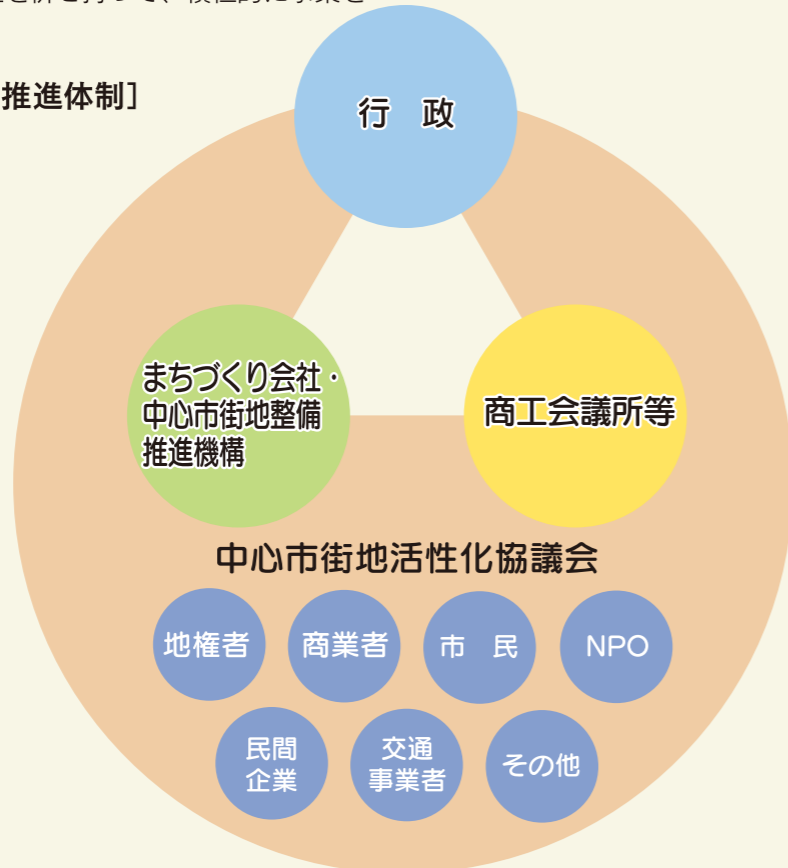 推進体制］
行　政
まちづくり会社・
中心市街地整備
推進機構
商工会議所等
中心市街地活性化協議会
地権者
商業者
市　民
NPO
民間
企業
交通
事業者
その他